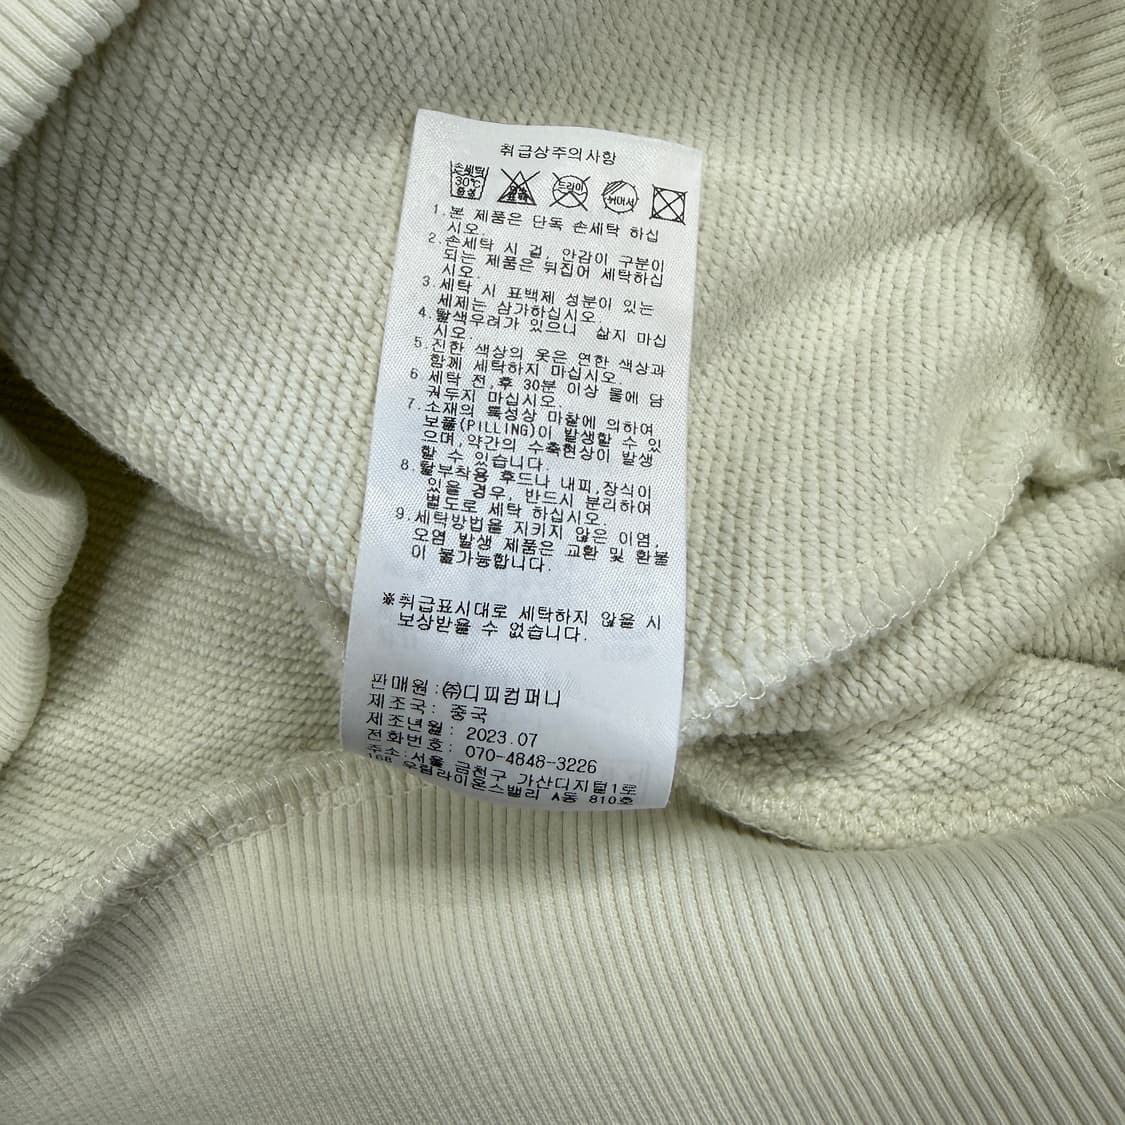 취급상주의사항
손세탁
30℃
중성
염소
표백
드라이
뉘어서
1.본 제품은 단독 손세탁 하십
시오.
2.손세탁 시 겉, 안감이 구분이
되는 제품은 뒤집어 세탁하십
시오.
3.세탁 시 표백제 성분이 있는
세제는 삼가하십시오.
4.탈색우려가 있으니 삶지 마십
시오.
5.진한 색상의 옷은 연한 색상과
함께 세탁하지 마십시오.
6 세탁 전,후 30분 이상 물에 담
궈두지 마십시오.
7.소재의 특성상 마찰에 의하여
보풀(PILLING)이 발생할 수 있
으며,약간의 수축현상이 발생
할 수 있습니다.
8.탈부착용 후드나 내피,장식이
있을 경우, 반드시 분리하여
별도로 세탁 하십시오.
9.세탁방법을 지키지 않은 이염,
오염 발생 제품은 교환 및 환불
이 불가능합니다.
※취급표시대로 세탁하지 않을 시
보상받을 수 없습니다.
판매원:㈜디피컴퍼니
제조국: 중국
제조년월: 2023.07
전화번호: 070-4848-3226
주소:서울 금천구 가산디지털1로
168 우림라이온스밸리 A동 810호